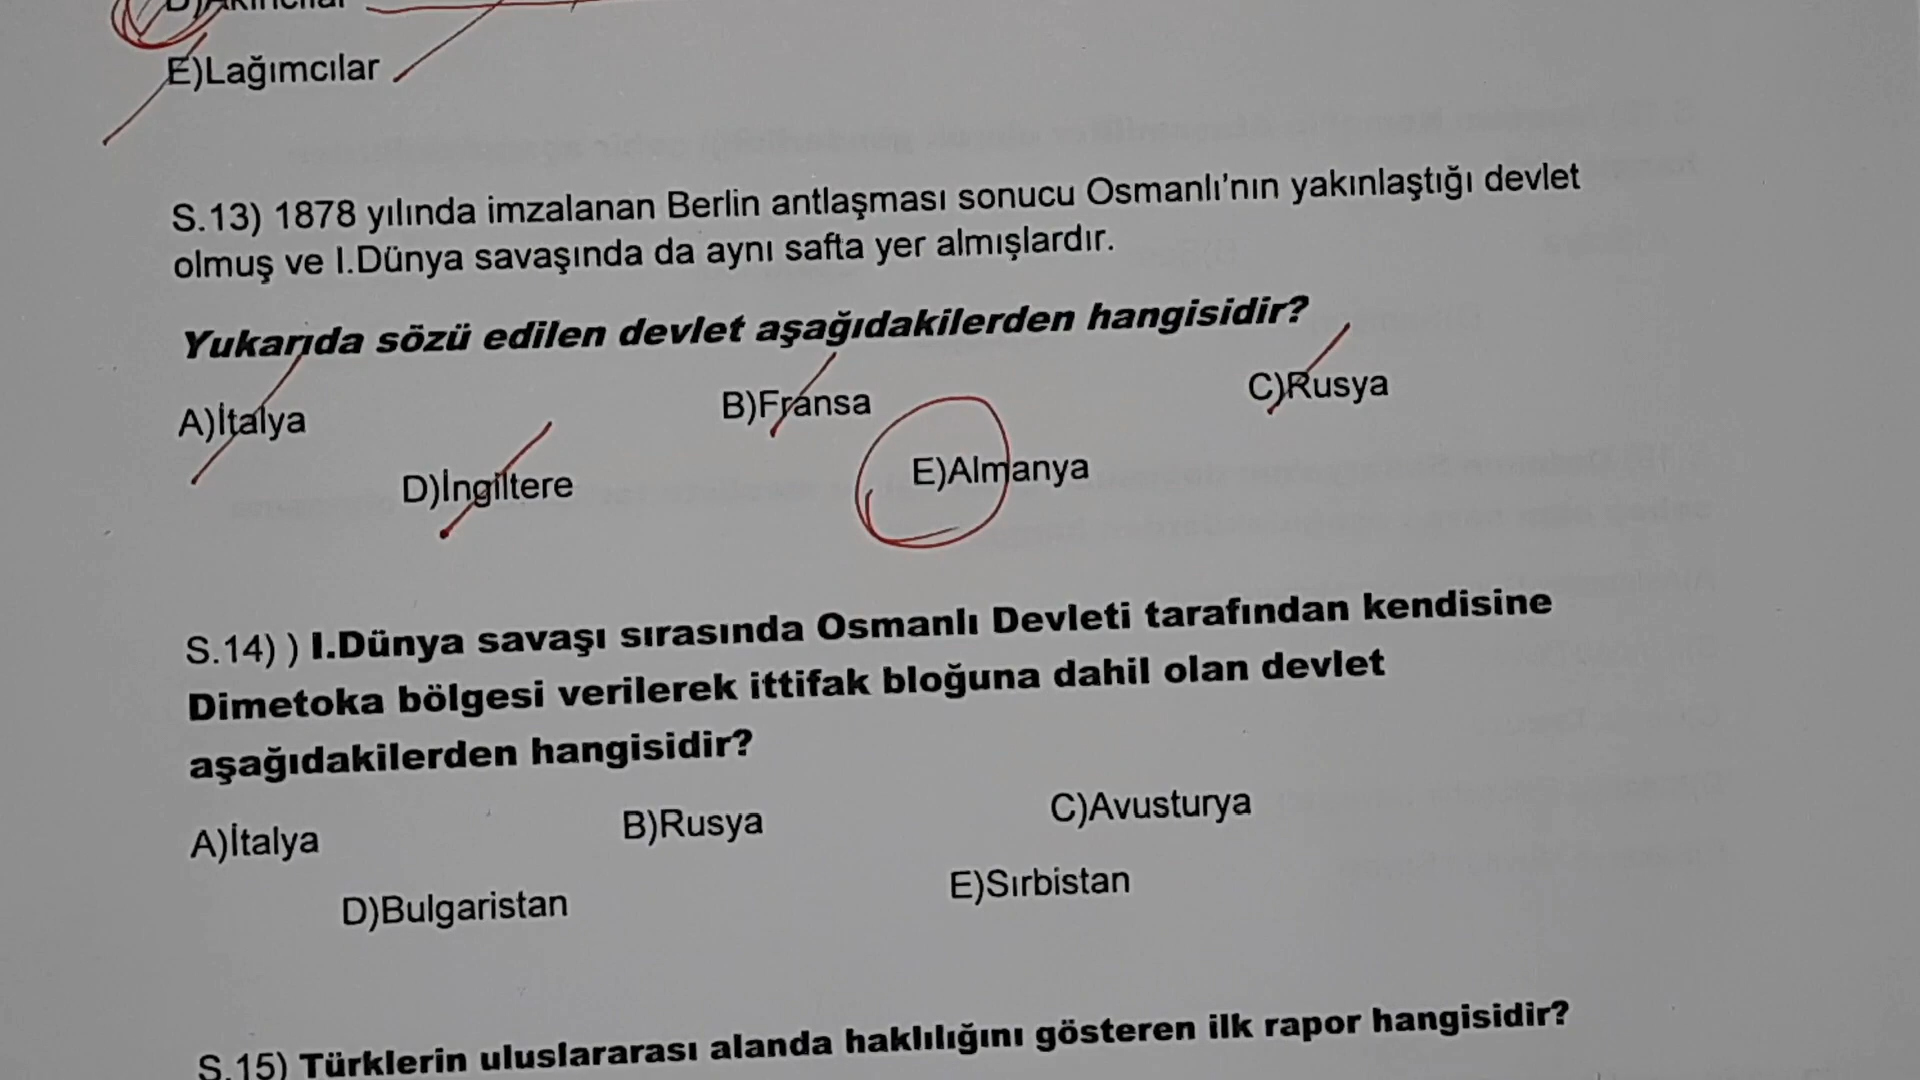 D)Akıncılar
E)Lağımcılar
S.13) 1878 yılında imzalanan Berlin antlaşması sonucu Osmanlı'nın yakınlaştığı devlet
olmuş ve I.Dünya savaşında da aynı safta yer almışlardır.
Yukarıda sözü edilen devlet aşağıdakilerden hangisidir?
A)İtalya B)Fransa C)Rusya
D)İngiltere E)Almanya
S.14) ) I.Dünya savaşı sırasında Osmanlı Devleti tarafından kendisine
Dimetoka bölgesi verilerek ittifak bloğuna dahil olan devlet
aşağıdakilerden hangisidir?
A)İtalya B)Rusya C)Avusturya
D)Bulgaristan E)Sırbistan
S.15) Türklerin uluslararası alanda haklılığını gösteren ilk rapor hangisidir?